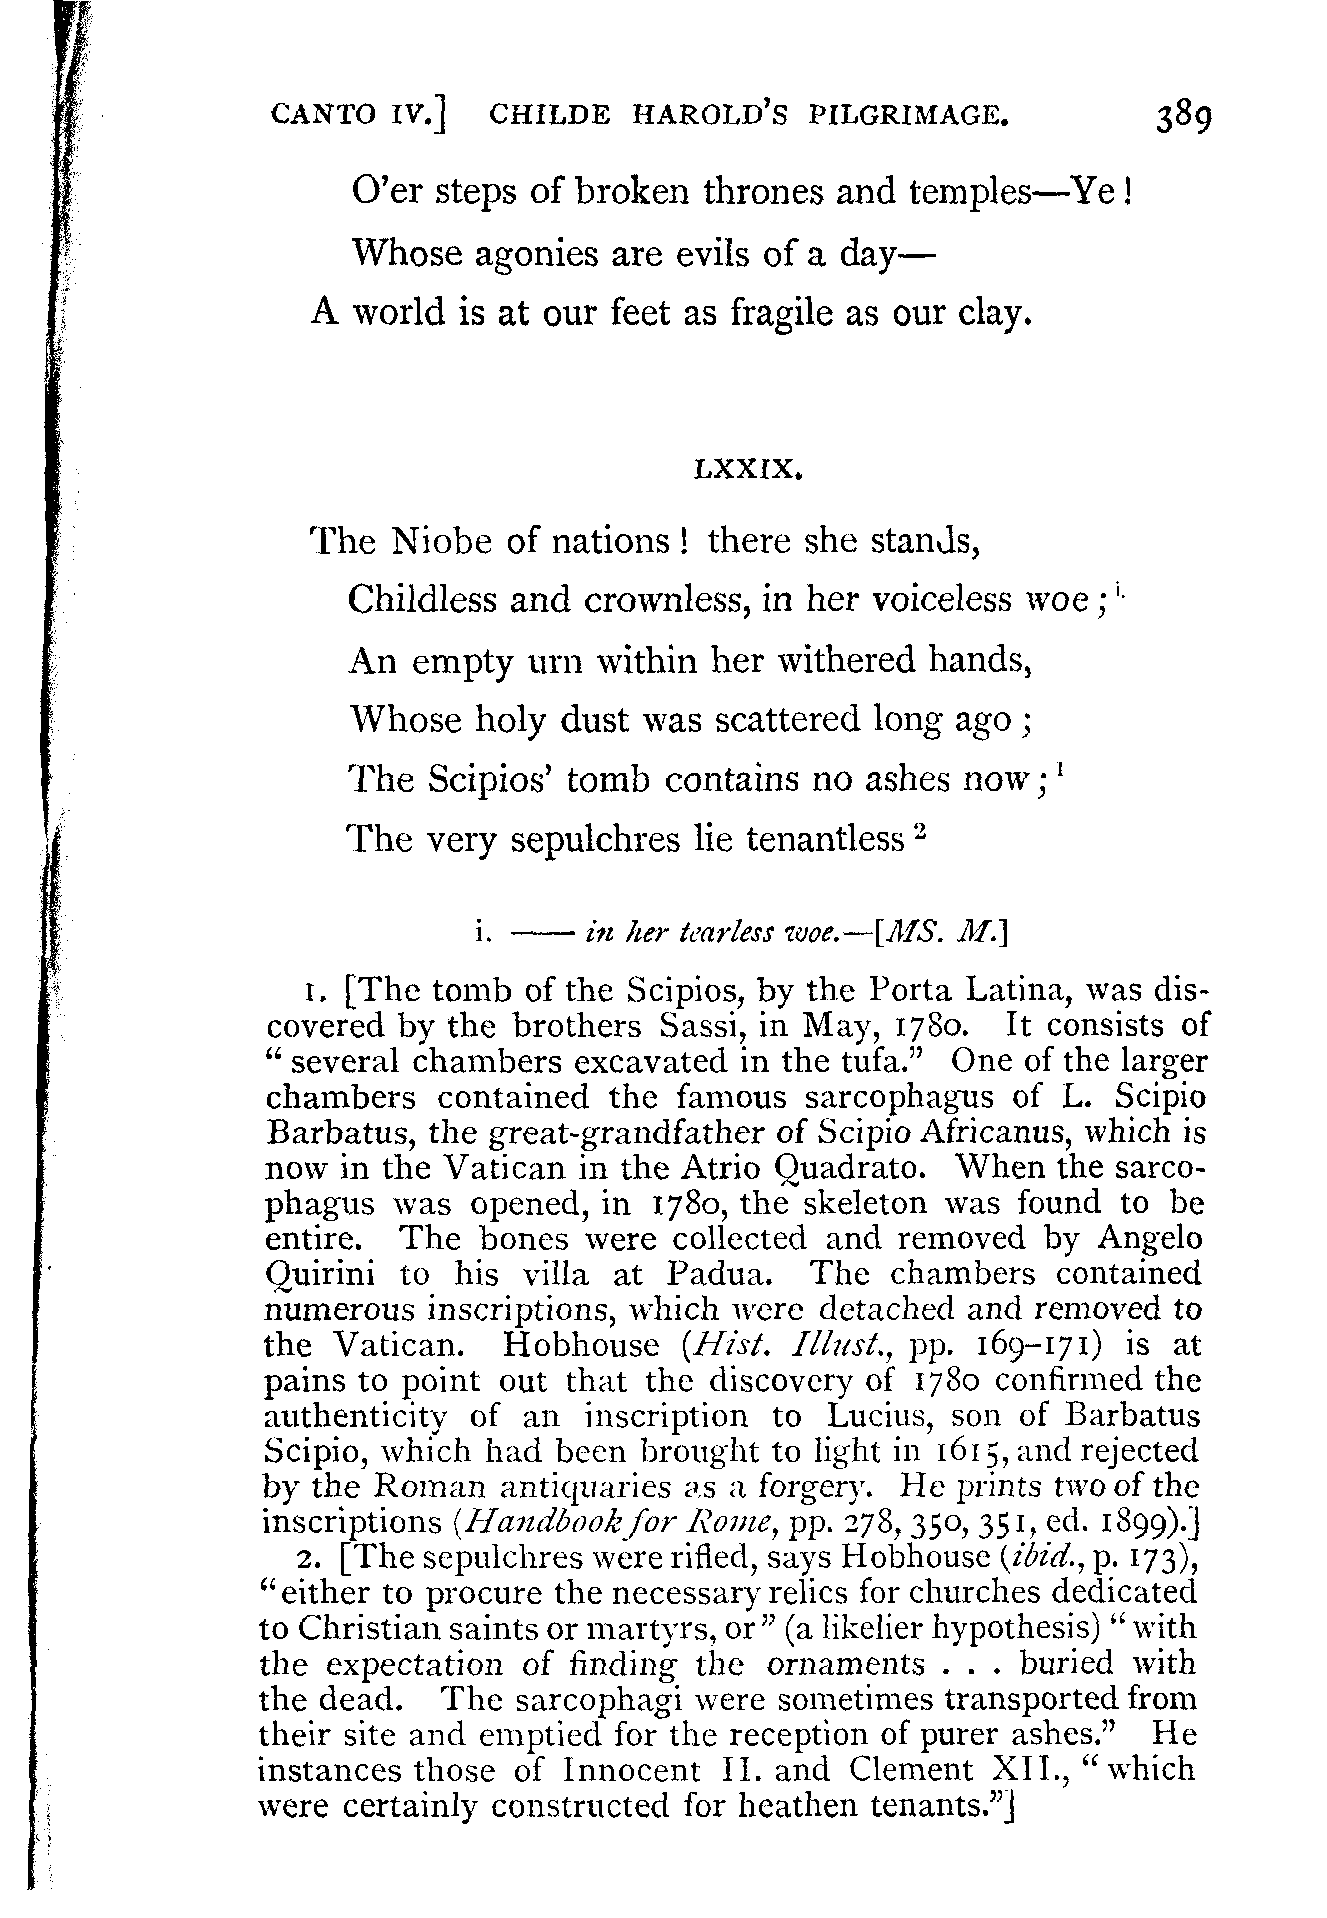 CANTO IV.] CHILDE HAROLD'S PILGRIMAGE. 389
O'er steps of broken thrones and temples—Ye!
Whose agonies are evils of a day—
A world is at our feet as fragile as our clay.
LXXIX.
The Niobe of nations! there she stands,
Childless and crownless, in her voiceless woe; i.
An empty urn within her withered hands,
Whose holy dust was scattered long ago;
The Scipios' tomb contains no ashes now; 1
The very sepulchres lie tenantless 2
i. —— in her tearless woe.—[MS. M.]
1. [The tomb of the Scipios, by the Porta Latina, was dis-
covered by the brothers Sassi, in May, 1780. It consists of
"several chambers excavated in the tufa." One of the larger
chambers contained the famous sarcophagus of L. Scipio
Barbatus, the great-grandfather of Scipio Africanus, which is
now in the Vatican in the Atrio Quadrato. When the sarco-
phagus was opened, in 1780, the skeleton was found to be
entire. The bones were collected and removed by Angelo
Quirini to his villa at Padua. The chambers contained
numerous inscriptions, which were detached and removed to
the Vatican. Hobhouse (Hist. Illust., pp. 169–171) is at
pains to point out that the discovery of 1780 confirmed the
authenticity of an inscription to Lucius, son of Barbatus
Scipio, which had been brought to light in 1615, and rejected
by the Roman antiquaries as a forgery. He prints two of the
inscriptions (Handbook for Rome, pp. 278, 350, 351, ed. 1899).]
2. [The sepulchres were rifled, says Hobhouse (ibid., p. 173),
"either to procure the necessary relics for churches dedicated
to Christian saints or martyrs, or" (a likelier hypothesis) "with
the expectation of finding the ornaments . . . buried with
the dead. The sarcophagi were sometimes transported from
their site and emptied for the reception of purer ashes." He
instances those of Innocent II. and Clement XII., "which
were certainly constructed for heathen tenants."]